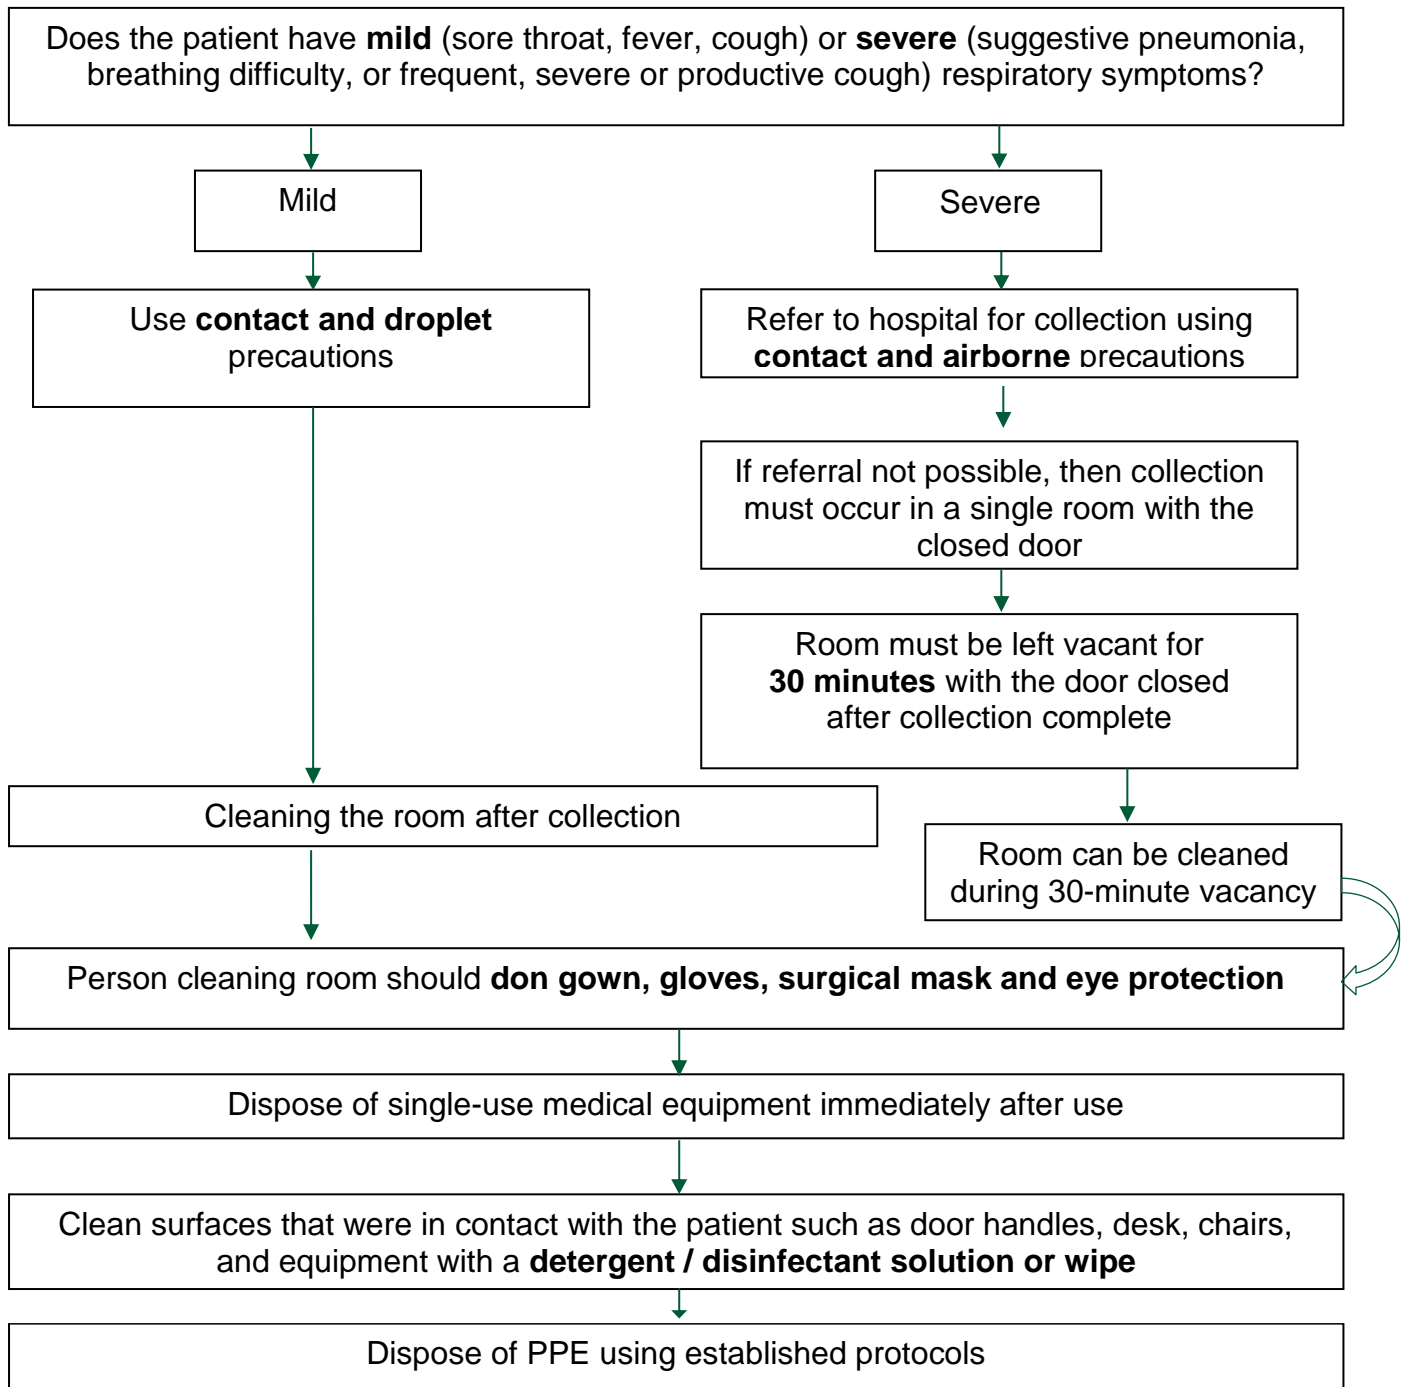 Does the patient have mild (sore throat, fever, cough) or severe (suggestive pneumonia,
breathing difficulty, or frequent, severe or productive cough) respiratory symptoms?
Mild
Severe
Use contact and droplet
precautions
Refer to hospital for collection using
contact and airborne precautions
If referral not possible, then collection
must occur in a single room with the
closed door
Room must be left vacant for
30 minutes with the door closed
after collection complete
Cleaning the room after collection
Room can be cleaned
during 30-minute vacancy
Person cleaning room should don gown, gloves, surgical mask and eye protection
Dispose of single-use medical equipment immediately after use
Clean surfaces that were in contact with the patient such as door handles, desk, chairs,
and equipment with a detergent / disinfectant solution or wipe
Dispose of PPE using established protocols